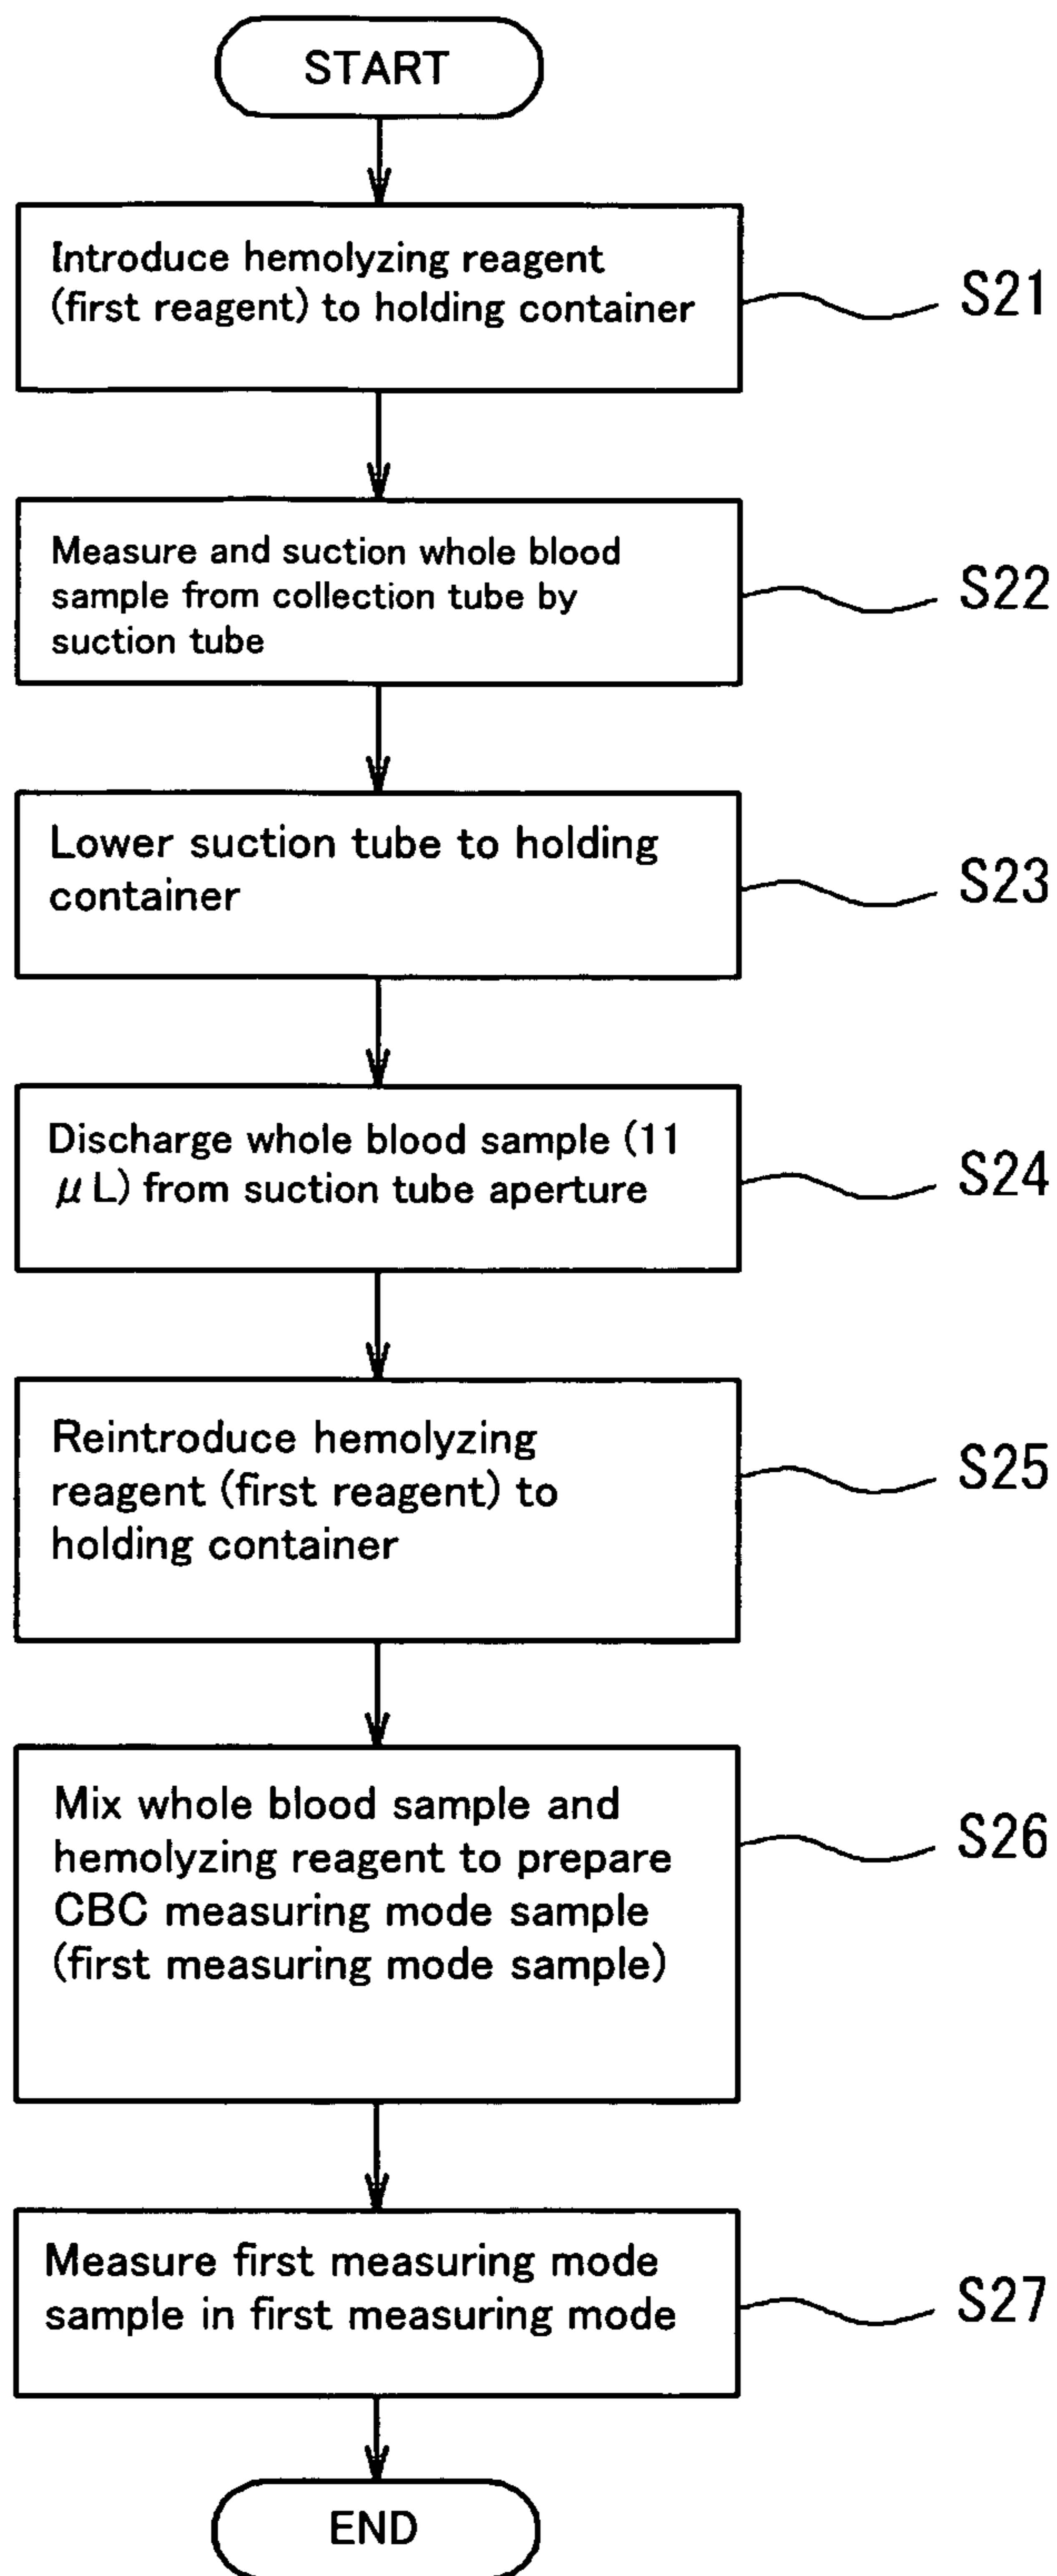 START
Introduce hemolyzing reagent
(first reagent) to holding container
S21
Measure and suction whole blood
sample from collection tube by
suction tube
S22
Lower suction tube to holding
container
S23
Discharge whole blood sample (11
μL) from suction tube aperture
S24
Reintroduce hemolyzing
reagent (first reagent) to
holding container
S25
Mix whole blood sample and
hemolyzing reagent to prepare
CBC measuring mode sample
(first measuring mode sample)
S26
Measure first measuring mode
sample in first measuring mode
S27
END